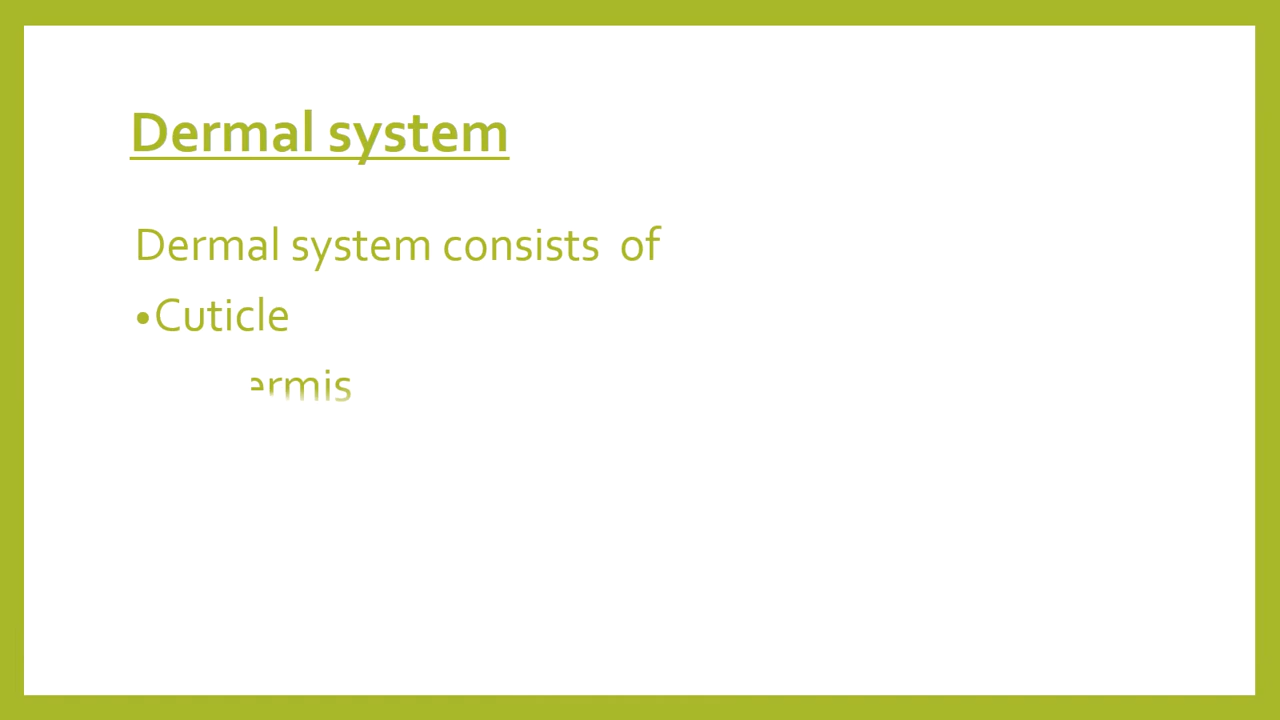 Dermal system
Dermal system consists of
•Cuticle
ermis